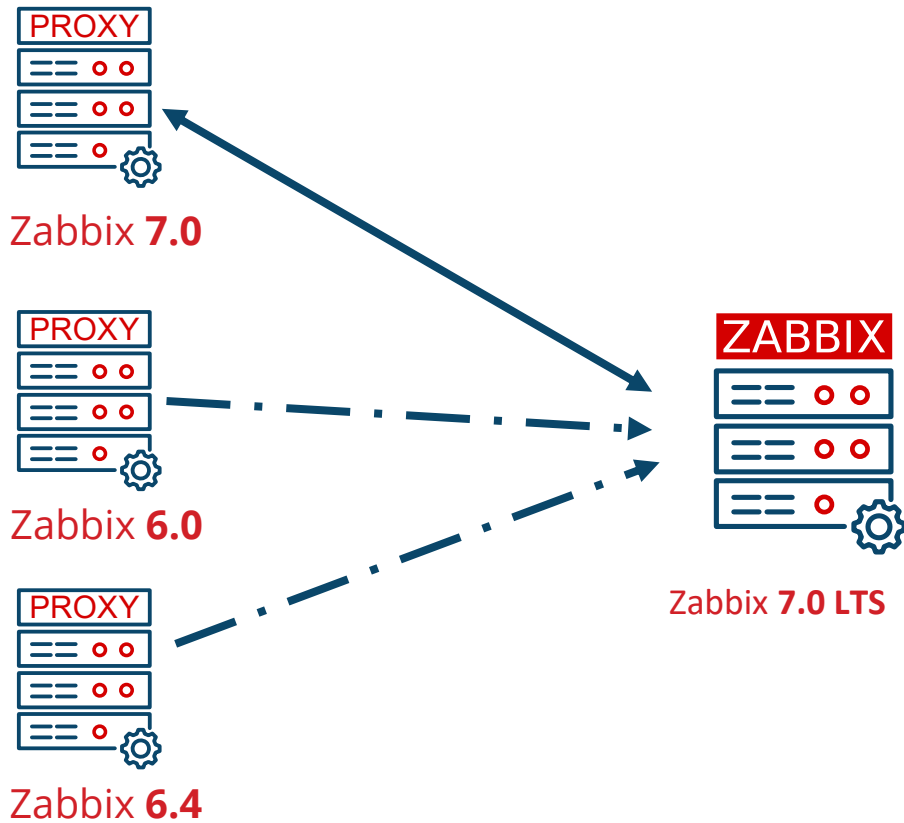 PROXY
Zabbix 7.0
PROXY
Zabbix 6.0
PROXY
Zabbix 6.4
ZABBIX
Zabbix 7.0 LTS